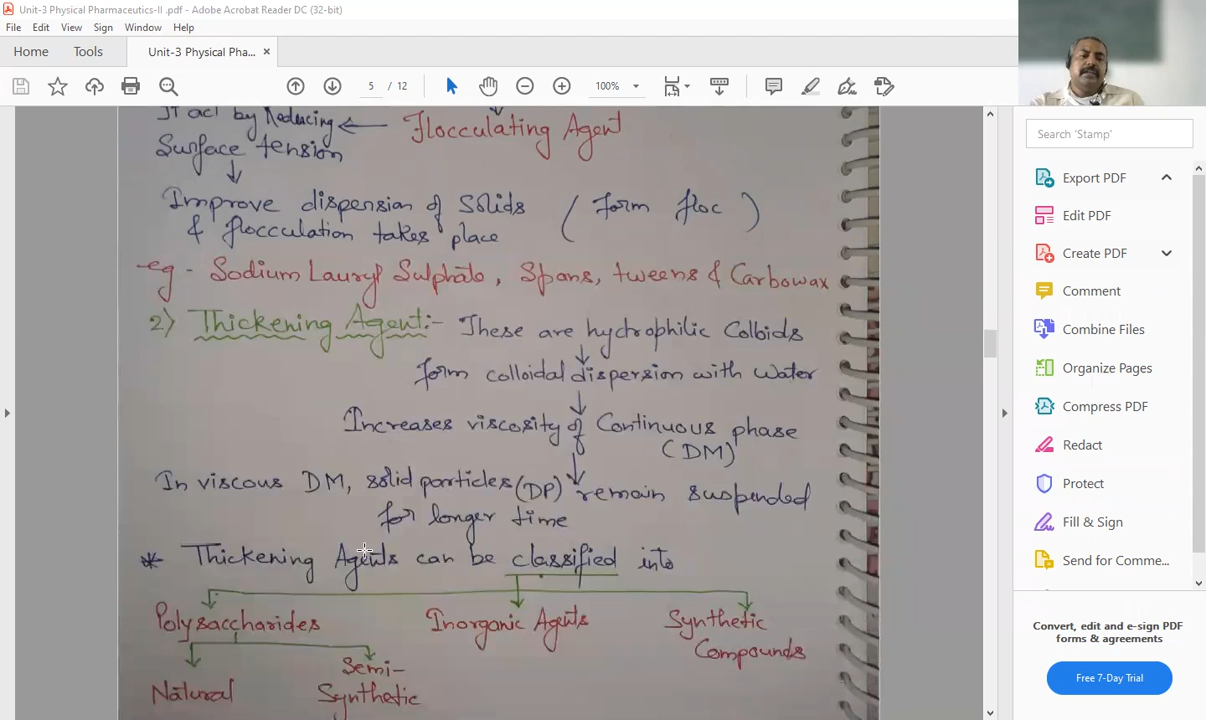 Unit-3 Physical Pharmaceutics-II .pdf - Adobe Acrobat Reader DC (32-bit)
File Edit View Sign Window Help
Home Tools Unit-3 Physical Pha... ×
5 / 12 100%
Search 'Stamp'
Export PDF
Edit PDF
Create PDF
Comment
Combine Files
Organize Pages
Compress PDF
Redact
Protect
Fill & Sign
Send for Comme...
Convert, edit and e-sign PDF
forms & agreements
Free 7-Day Trial
It act by Reducing ← Flocculating Agent
Surface tension
Improve dispersion of Solids (Form floc)
& flocculation takes place
eg - Sodium Lauryl Sulphate, Spans, tweens & Carbowax
2) Thickening Agent:- These are hydrophilic Colloids
form colloidal dispersion with Water
Increases viscosity of Continuous phase
(DM)
In viscous DM, solid particles (DP) remain suspended
for longer time
* Thickening Agents can be classified into
Polysaccharides Inorganic Agents Synthetic
Compounds
Natural Semi-
Synthetic